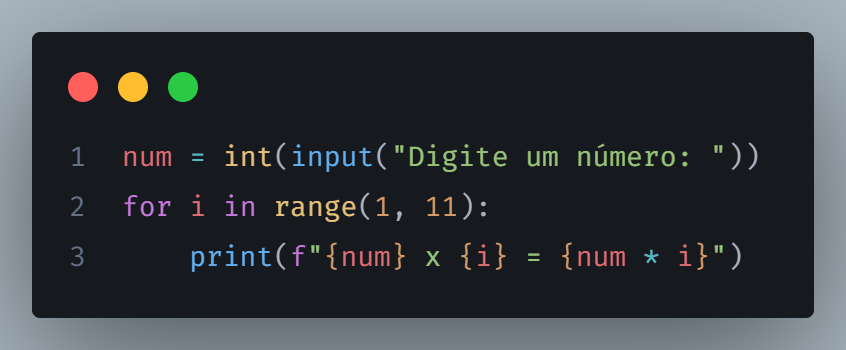 1 num = int(input("Digite um número: "))
2 for i in range(1, 11):
3     print(f"{num} x {i} = {num * i}")